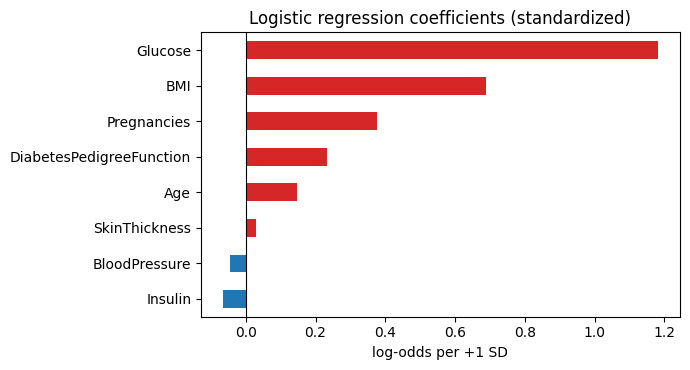 Logistic regression coefficients (standardized)
Glucose
BMI
Pregnancies
DiabetesPedigreeFunction
Age
SkinThickness
BloodPressure
Insulin
0.0 0.2 0.4 0.6 0.8 1.0 1.2
log-odds per +1 SD